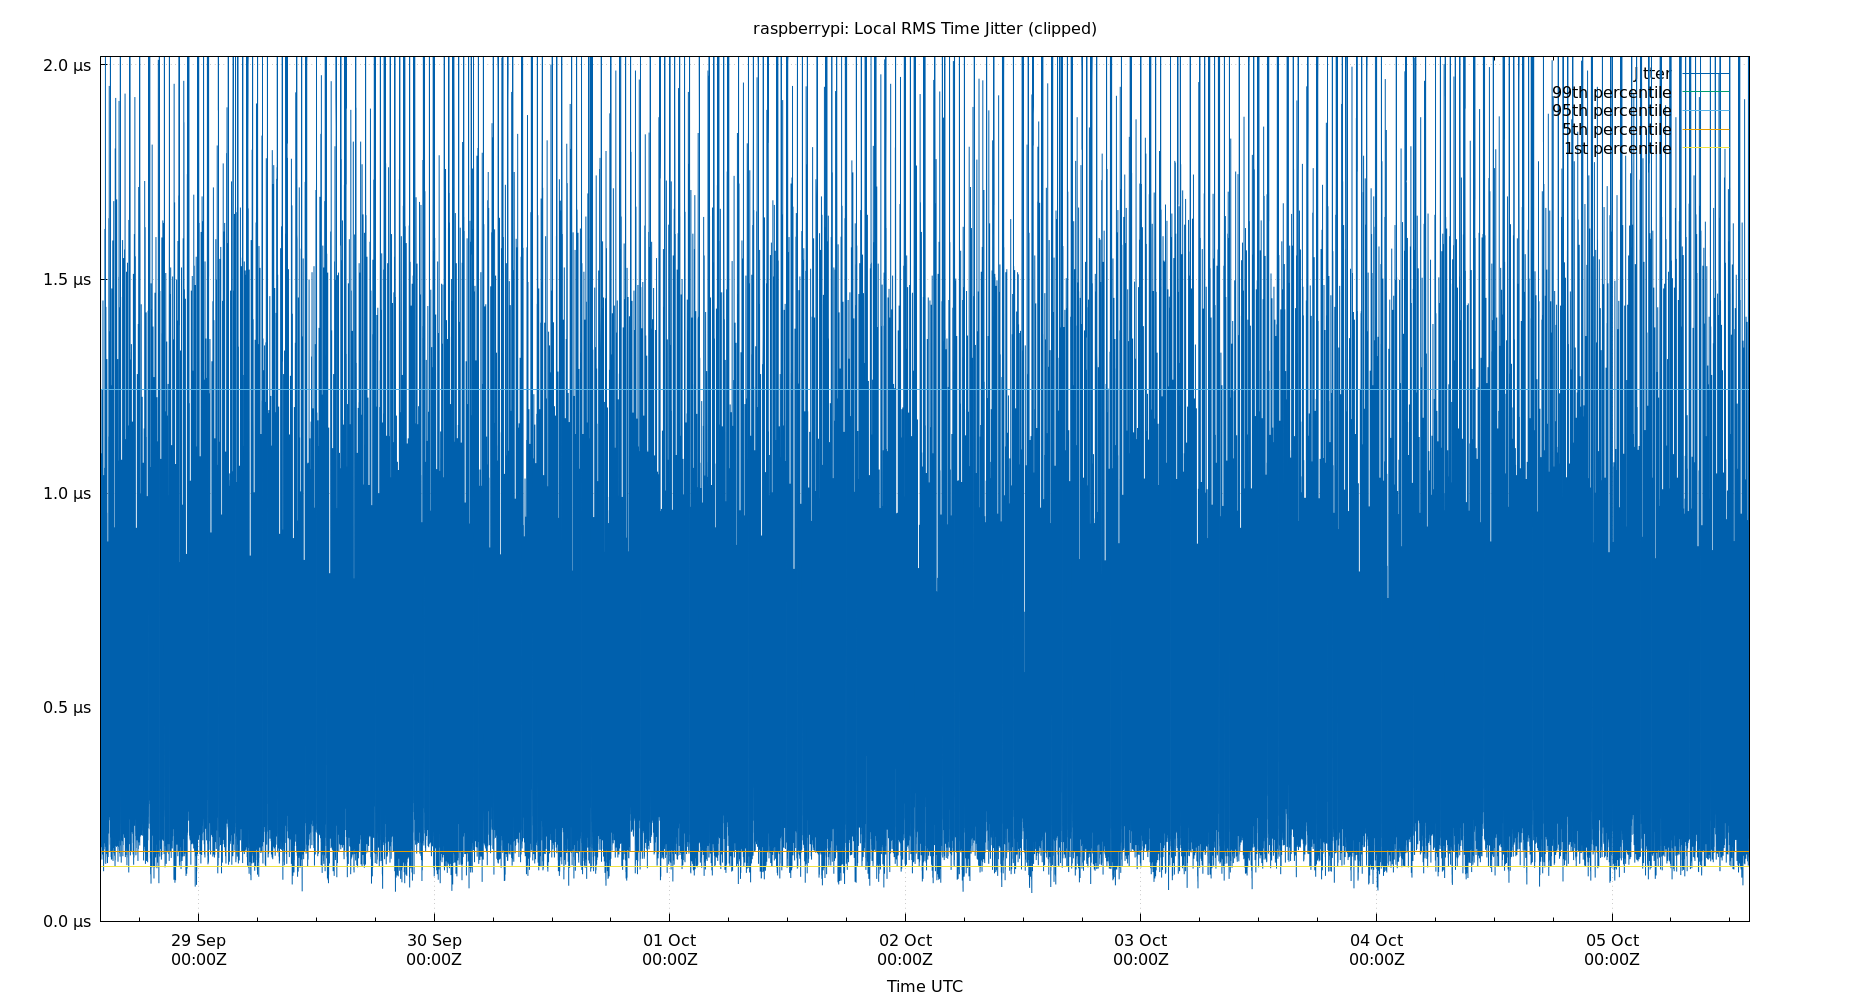 raspberrypi: Local RMS Time Jitter (clipped)
2.0 µs
1.5 µs
1.0 µs
0.5 µs
0.0 µs
Jitter
99th percentile
95th percentile
5th percentile
1st percentile
29 Sep
00:00Z
30 Sep
00:00Z
01 Oct
00:00Z
02 Oct
00:00Z
03 Oct
00:00Z
04 Oct
00:00Z
05 Oct
00:00Z
Time UTC